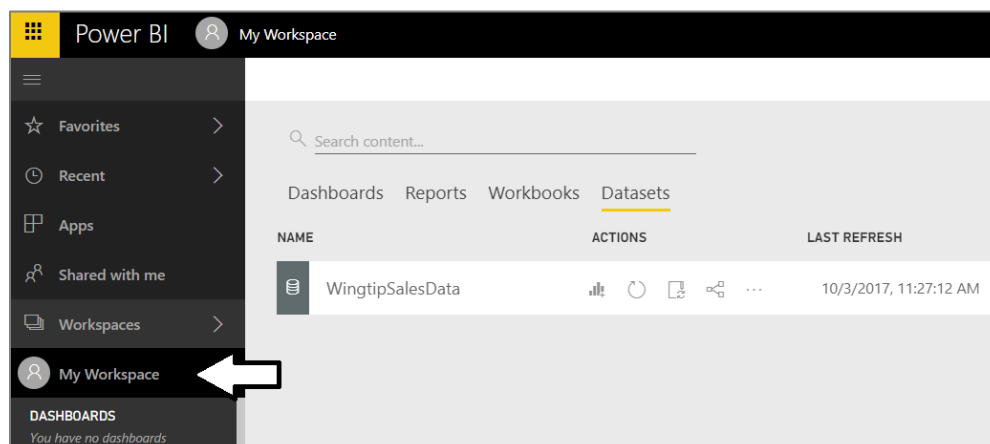 Power BI My Workspace
Favorites
Recent
Apps
Shared with me
Workspaces
My Workspace
DASHBOARDS
You have no dashboards
Search content...
Dashboards Reports Workbooks Datasets
NAME ACTIONS LAST REFRESH
WingtipSalesData ... 10/3/2017, 11:27:12 AM